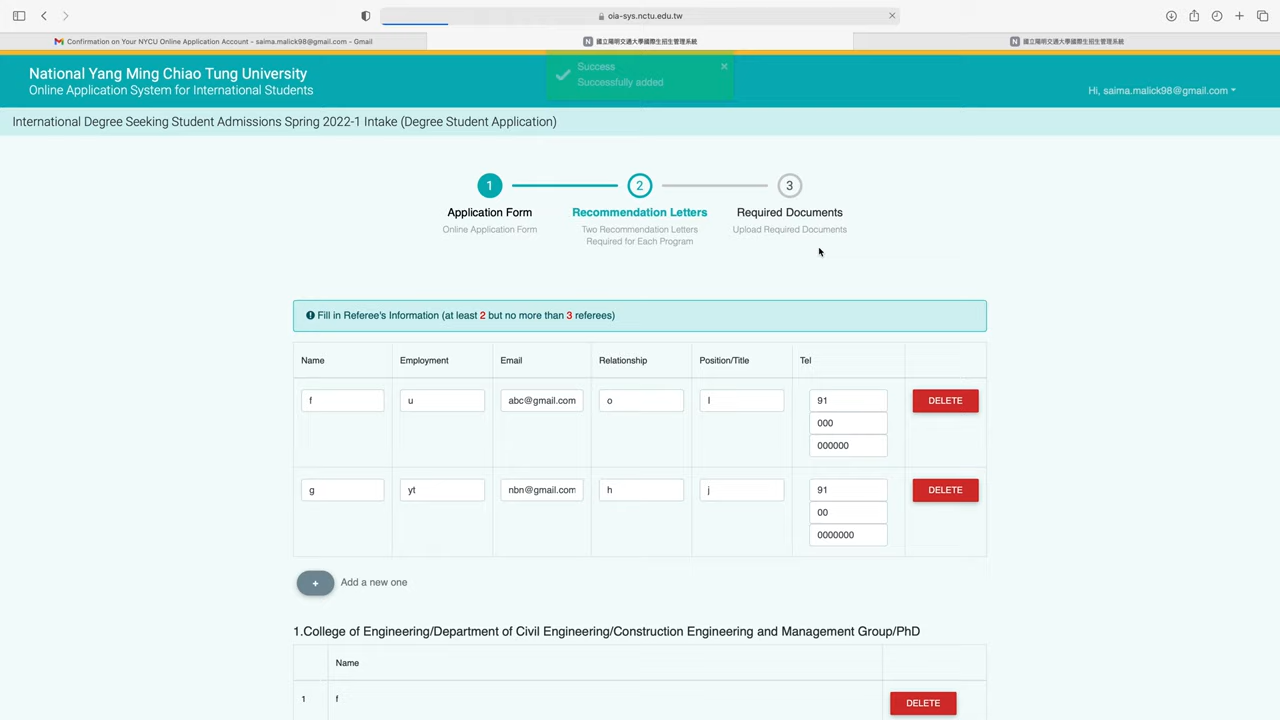 oia-sys.nctu.edu.tw
Confirmation on Your NYCU Online Application Account - saima.malick98@gmail.com - Gmail
N 國立陽明交通大學國際生招生管理系統
N 國立陽明交通大學國際生招生管理系統
National Yang Ming Chiao Tung University
Online Application System for International Students
Success
Successfully added
Hi, saima.malick98@gmail.com
International Degree Seeking Student Admissions Spring 2022-1 Intake (Degree Student Application)
1 2 3
Application Form Recommendation Letters Required Documents
Online Application Form Two Recommendation Letters Upload Required Documents
Required for Each Program
Fill in Referee's Information (at least 2 but no more than 3 referees)
Name Employment Email Relationship Position/Title Tel
f u abc@gmail.com o l 91 DELETE
000
000000
g yt nbn@gmail.com h j 91 DELETE
00
0000000
+ Add a new one
1.College of Engineering/Department of Civil Engineering/Construction Engineering and Management Group/PhD
Name
1 f DELETE